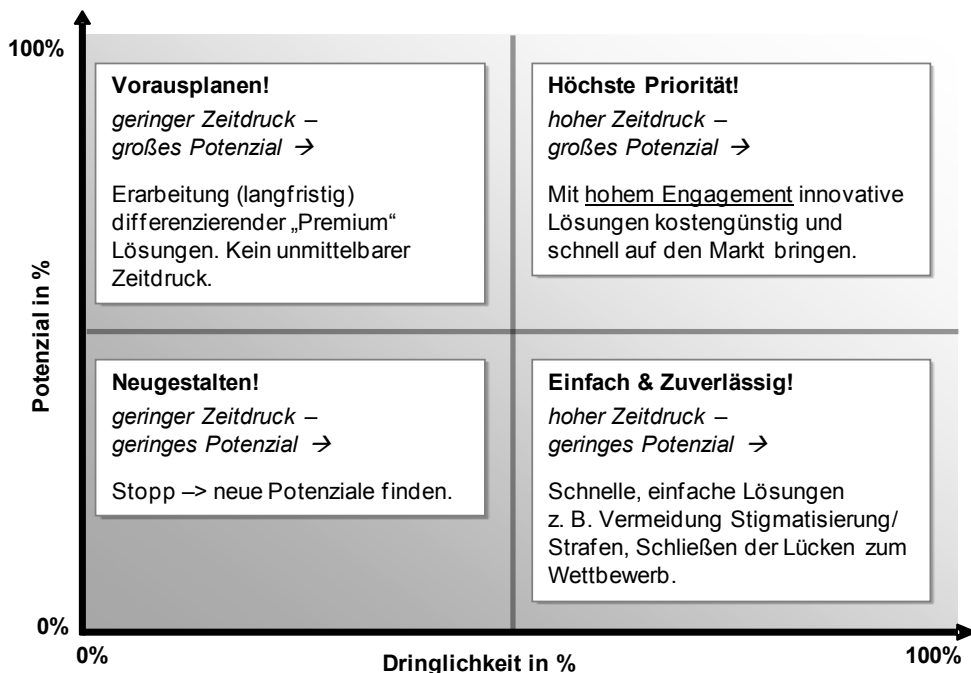 100%
Vorausplanen!
geringer Zeitdruck –
großes Potenzial →
Erarbeitung (langfristig)
differenzierender „Premium“
Lösungen. Kein unmittelbarer
Zeitdruck.
Höchste Priorität!
hoher Zeitdruck –
großes Potenzial →
Mit hohem Engagement innovative
Lösungen kostengünstig und
schnell auf den Markt bringen.
Potenzial in %
Neugestalten!
geringer Zeitdruck –
geringes Potenzial →
Stopp –> neue Potenziale finden.
Einfach & Zuverlässig!
hoher Zeitdruck –
geringes Potenzial →
Schnelle, einfache Lösungen
z. B. Vermeidung Stigmatisierung/
Strafen, Schließen der Lücken zum
Wettbewerb.
0%
0%
Dringlichkeit in %
100%